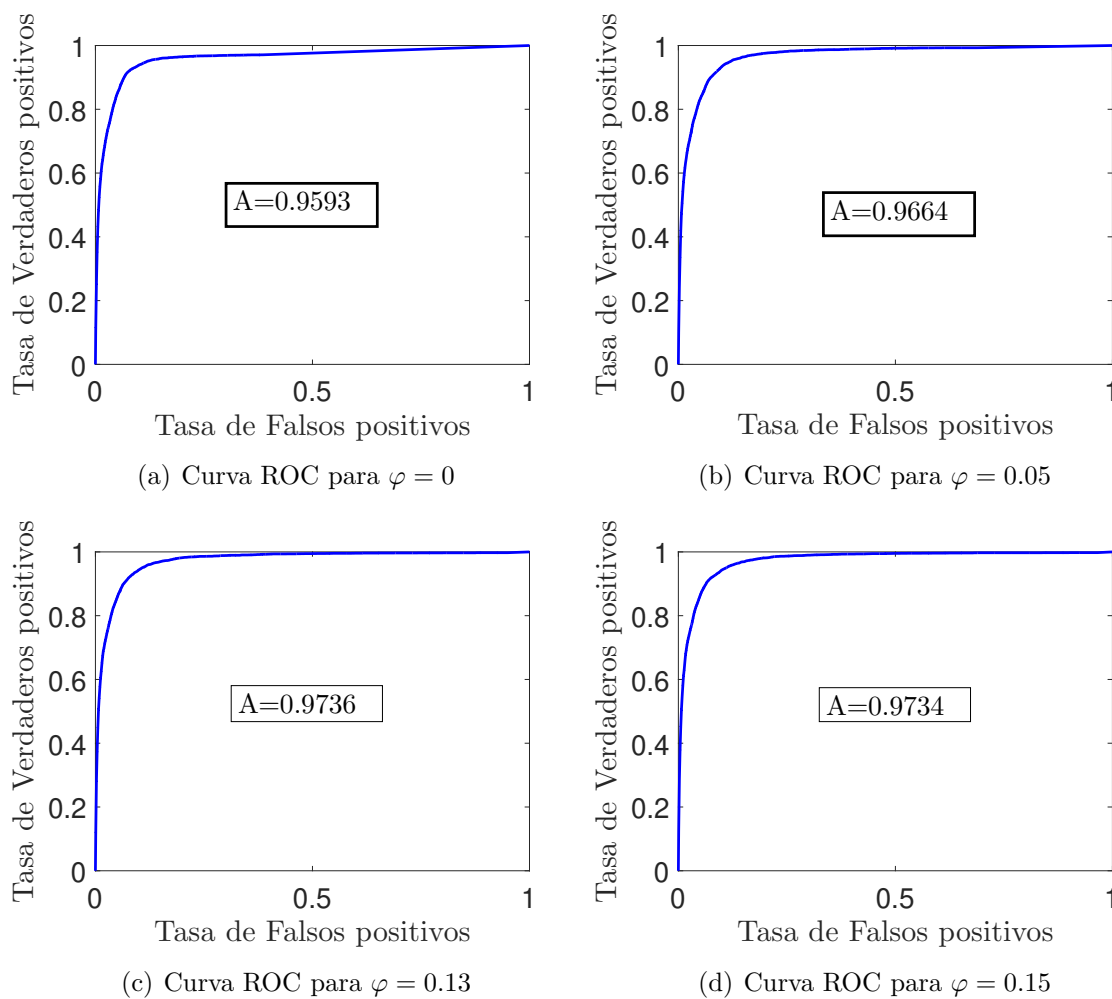 Tasa de Verdaderos positivos
1
0.8
0.6
0.4
0.2
0
A=0.9593
0 0.5 1
Tasa de Falsos positivos
(a) Curva ROC para φ = 0
Tasa de Verdaderos positivos
1
0.8
0.6
0.4
0.2
0
A=0.9664
0 0.5 1
Tasa de Falsos positivos
(b) Curva ROC para φ = 0.05
Tasa de Verdaderos positivos
1
0.8
0.6
0.4
0.2
0
A=0.9736
0 0.5 1
Tasa de Falsos positivos
(c) Curva ROC para φ = 0.13
Tasa de Verdaderos positivos
1
0.8
0.6
0.4
0.2
0
A=0.9734
0 0.5 1
Tasa de Falsos positivos
(d) Curva ROC para φ = 0.15